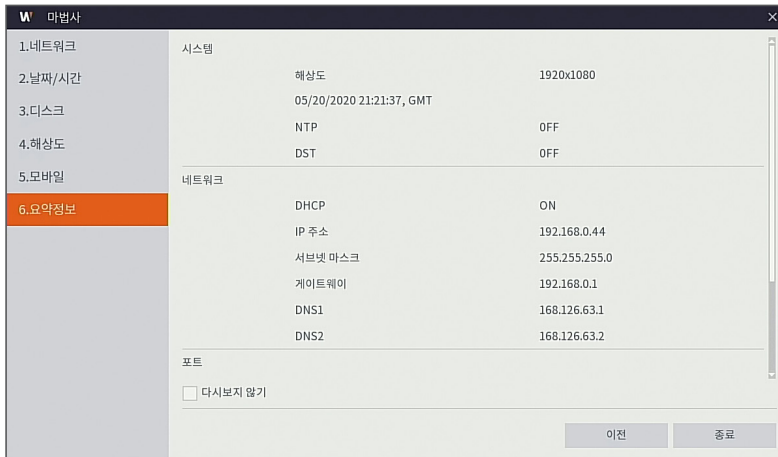 W 마법사
1.네트워크
2.날짜/시간
3.디스크
4.해상도
5.모바일
6.요약정보
시스템
해상도 1920x1080
05/20/2020 21:21:37, GMT
NTP OFF
DST OFF
네트워크
DHCP ON
IP 주소 192.168.0.44
서브넷 마스크 255.255.255.0
게이트웨이 192.168.0.1
DNS1 168.126.63.1
DNS2 168.126.63.2
포트
다시보지 않기
이전 종료